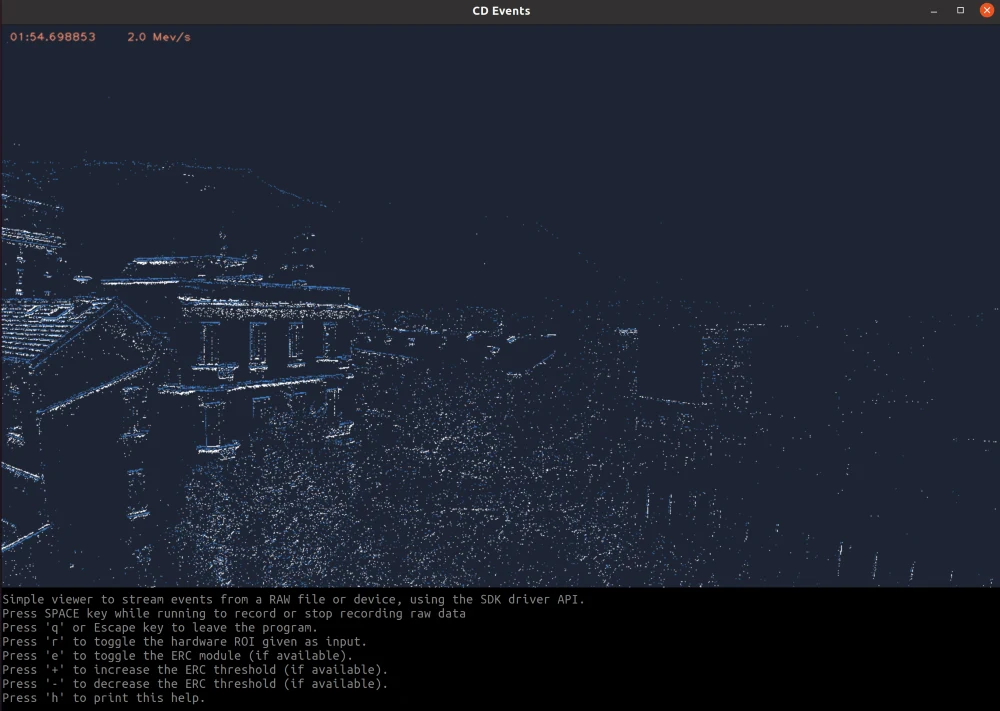 CD Events
01:54.698853 2.0 Mev/s
Simple viewer to stream events from a RAW file or device, using the SDK driver API.
Press SPACE key while running to record or stop recording raw data
Press 'q' or Escape key to leave the program.
Press 'r' to toggle the hardware ROI given as input.
Press 'e' to toggle the ERC module (if available).
Press '+' to increase the ERC threshold (if available).
Press '-' to decrease the ERC threshold (if available).
Press 'h' to print this help.